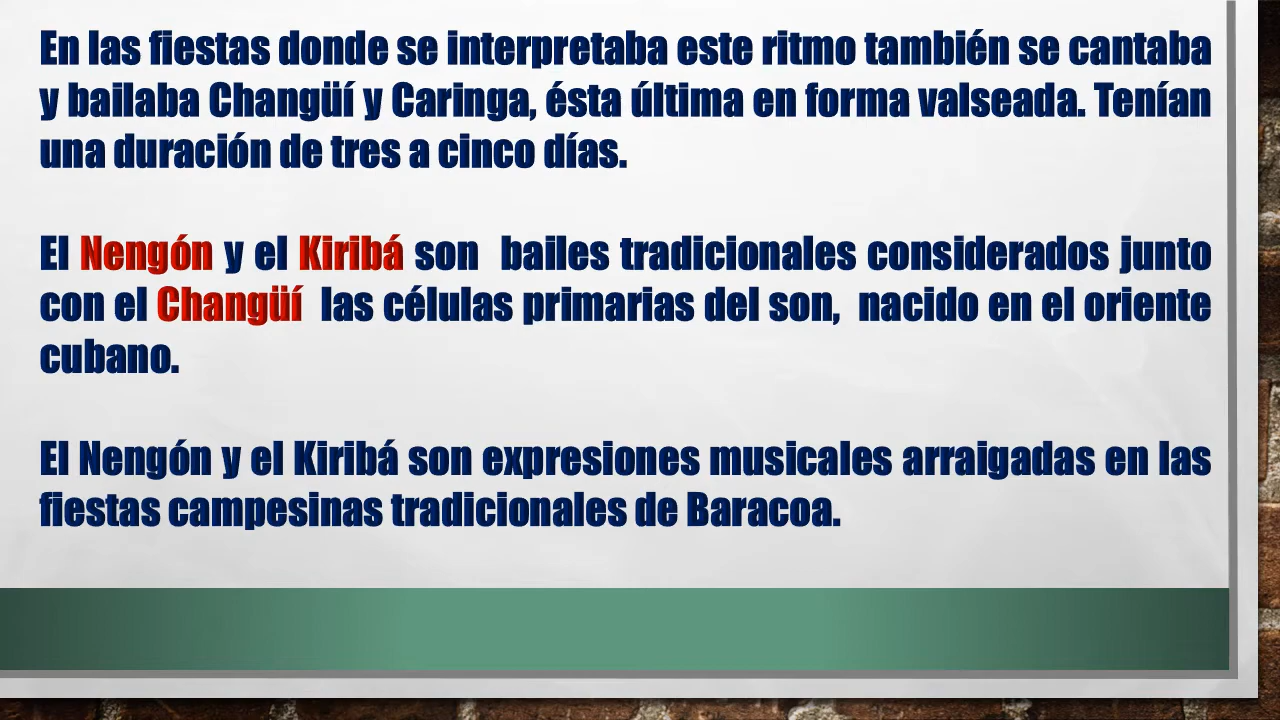 En las fiestas donde se interpretaba este ritmo también se cantaba
y bailaba Changüí y Caringa, ésta última en forma valseada. Tenían
una duración de tres a cinco días.
El Nengón y el Kiribá son  bailes tradicionales considerados junto
con el Changüí  las células primarias del son,  nacido en el oriente
cubano.
El Nengón y el Kiribá son expresiones musicales arraigadas en las
fiestas campesinas tradicionales de Baracoa.